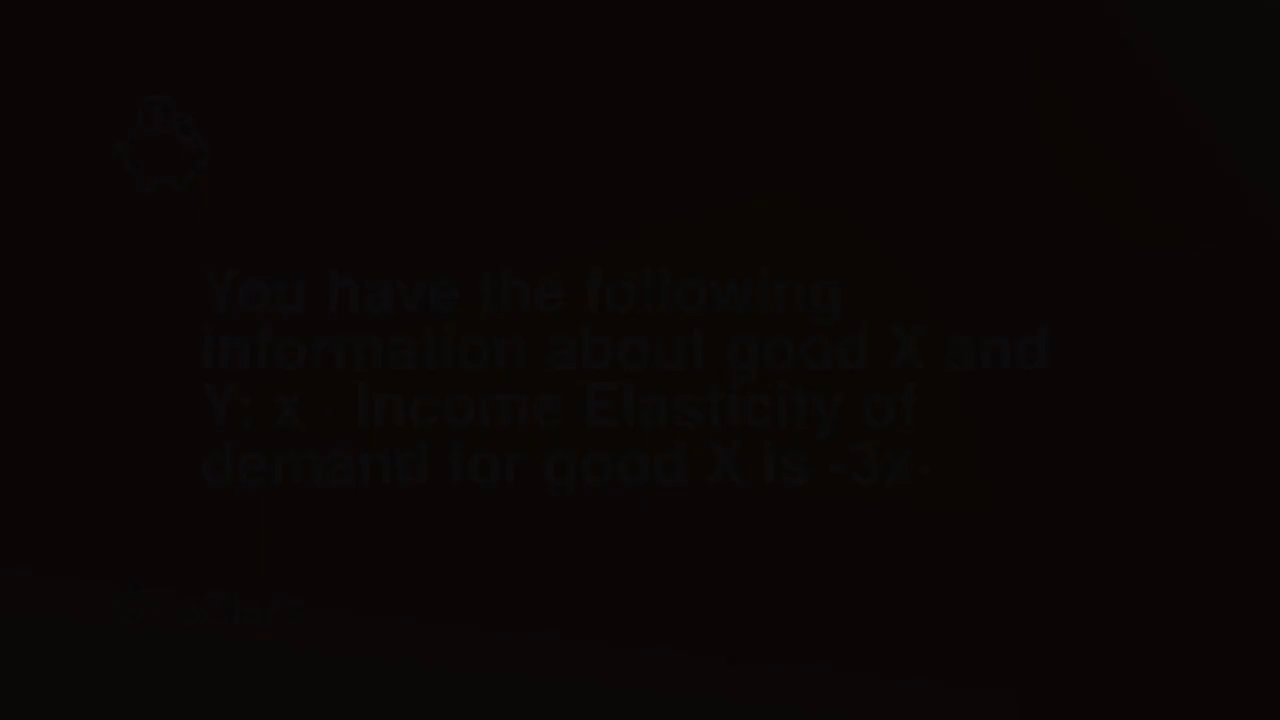 You have the following
information about good X and
Y; x · Income Elasticity of
demand for good X is -3x·